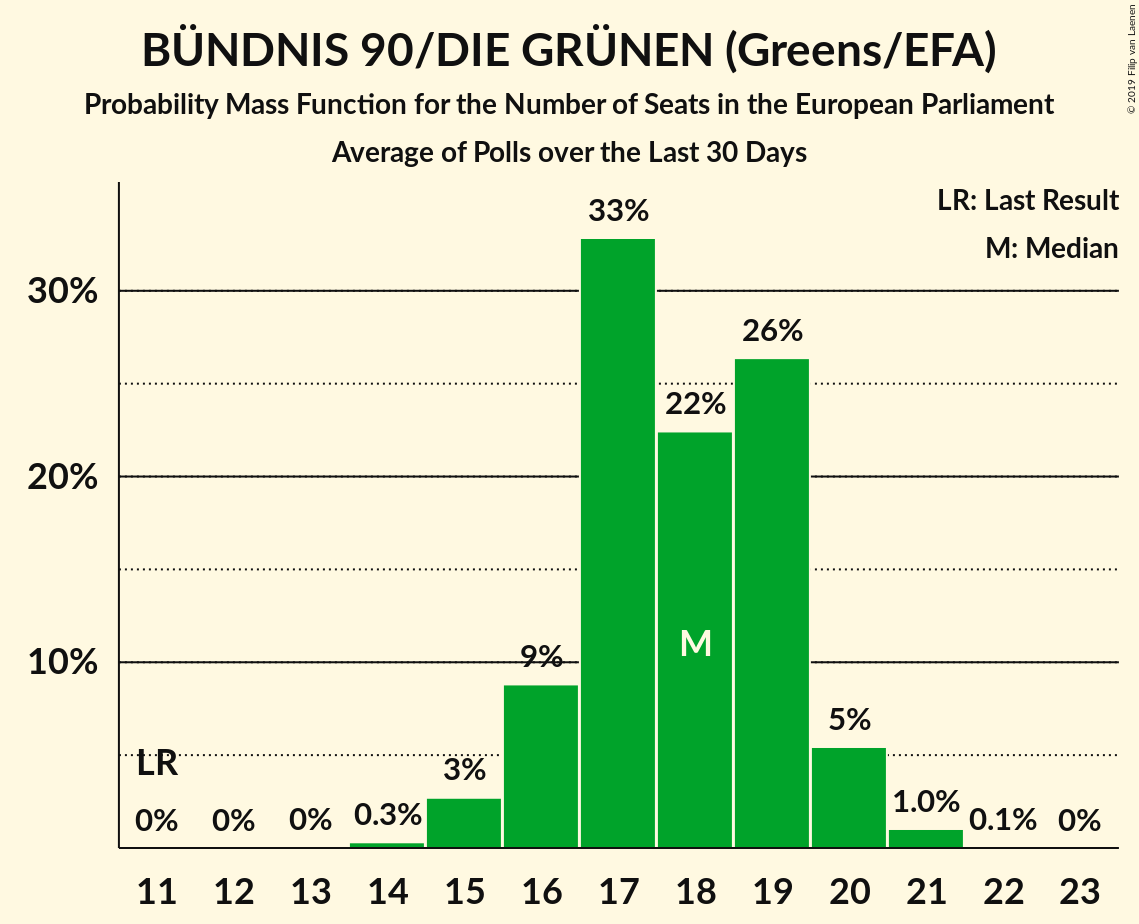 BÜNDNIS 90/DIE GRÜNEN (Greens/EFA)
Probability Mass Function for the Number of Seats in the European Parliament
Average of Polls over the Last 30 Days
© 2019 Filip van Laenen
LR: Last Result
M: Median
33%
30%
26%
22%
20%
M
10%
9%
5%
LR
3%
0%
0%
0%
0.3%
1.0%
0.1%
0%
11 12 13 14 15 16 17 18 19 20 21 22 23